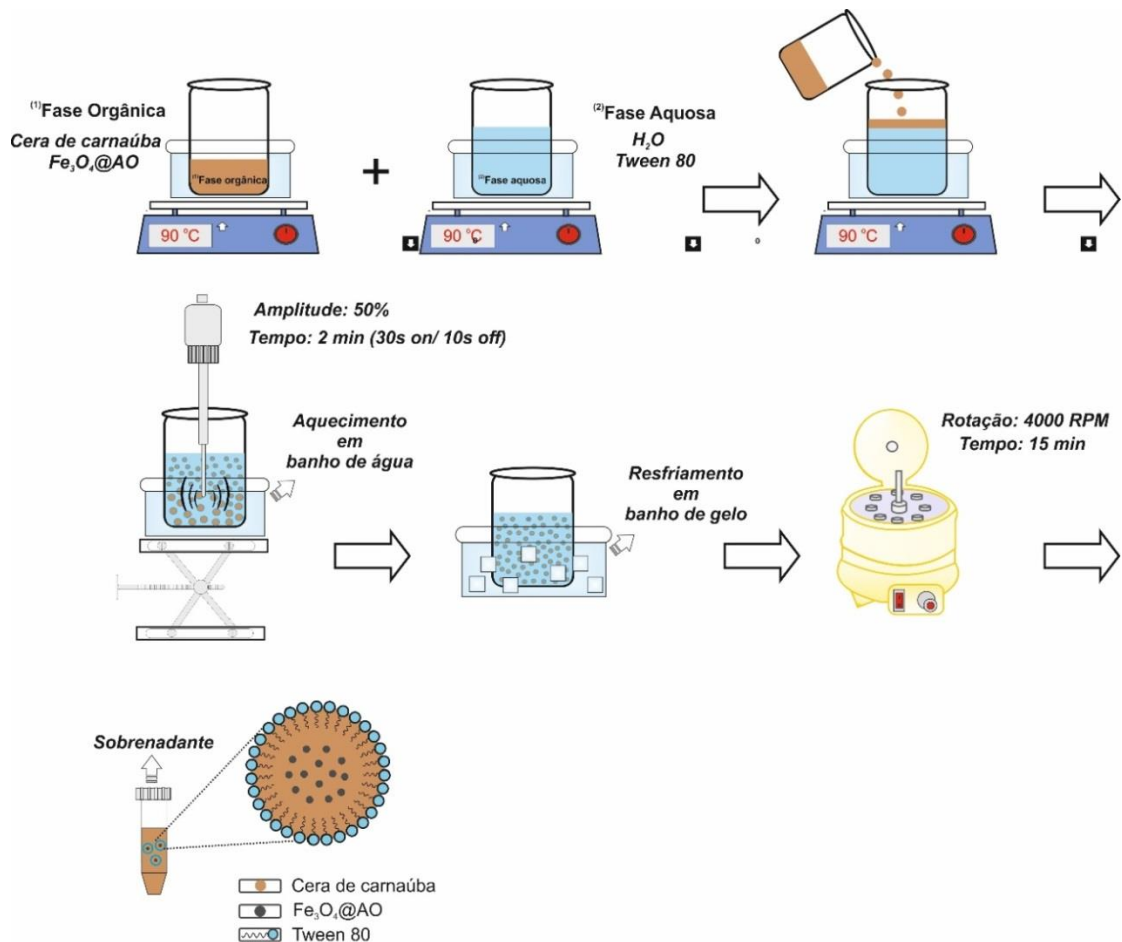 (1)Fase Orgânica
Cera de carnaúba
Fe3O4@AO
(1)Fase orgânica
90 °C
+
(2)Fase aquosa
90 °C
(2)Fase Aquosa
H2O
Tween 80
90 °C
Amplitude: 50%
Tempo: 2 min (30s on/ 10s off)
Aquecimento
em
banho de água
Resfriamento
em
banho de gelo
Rotação: 4000 RPM
Tempo: 15 min
Sobrenadante
Cera de carnaúba
Fe3O4@AO
Tween 80